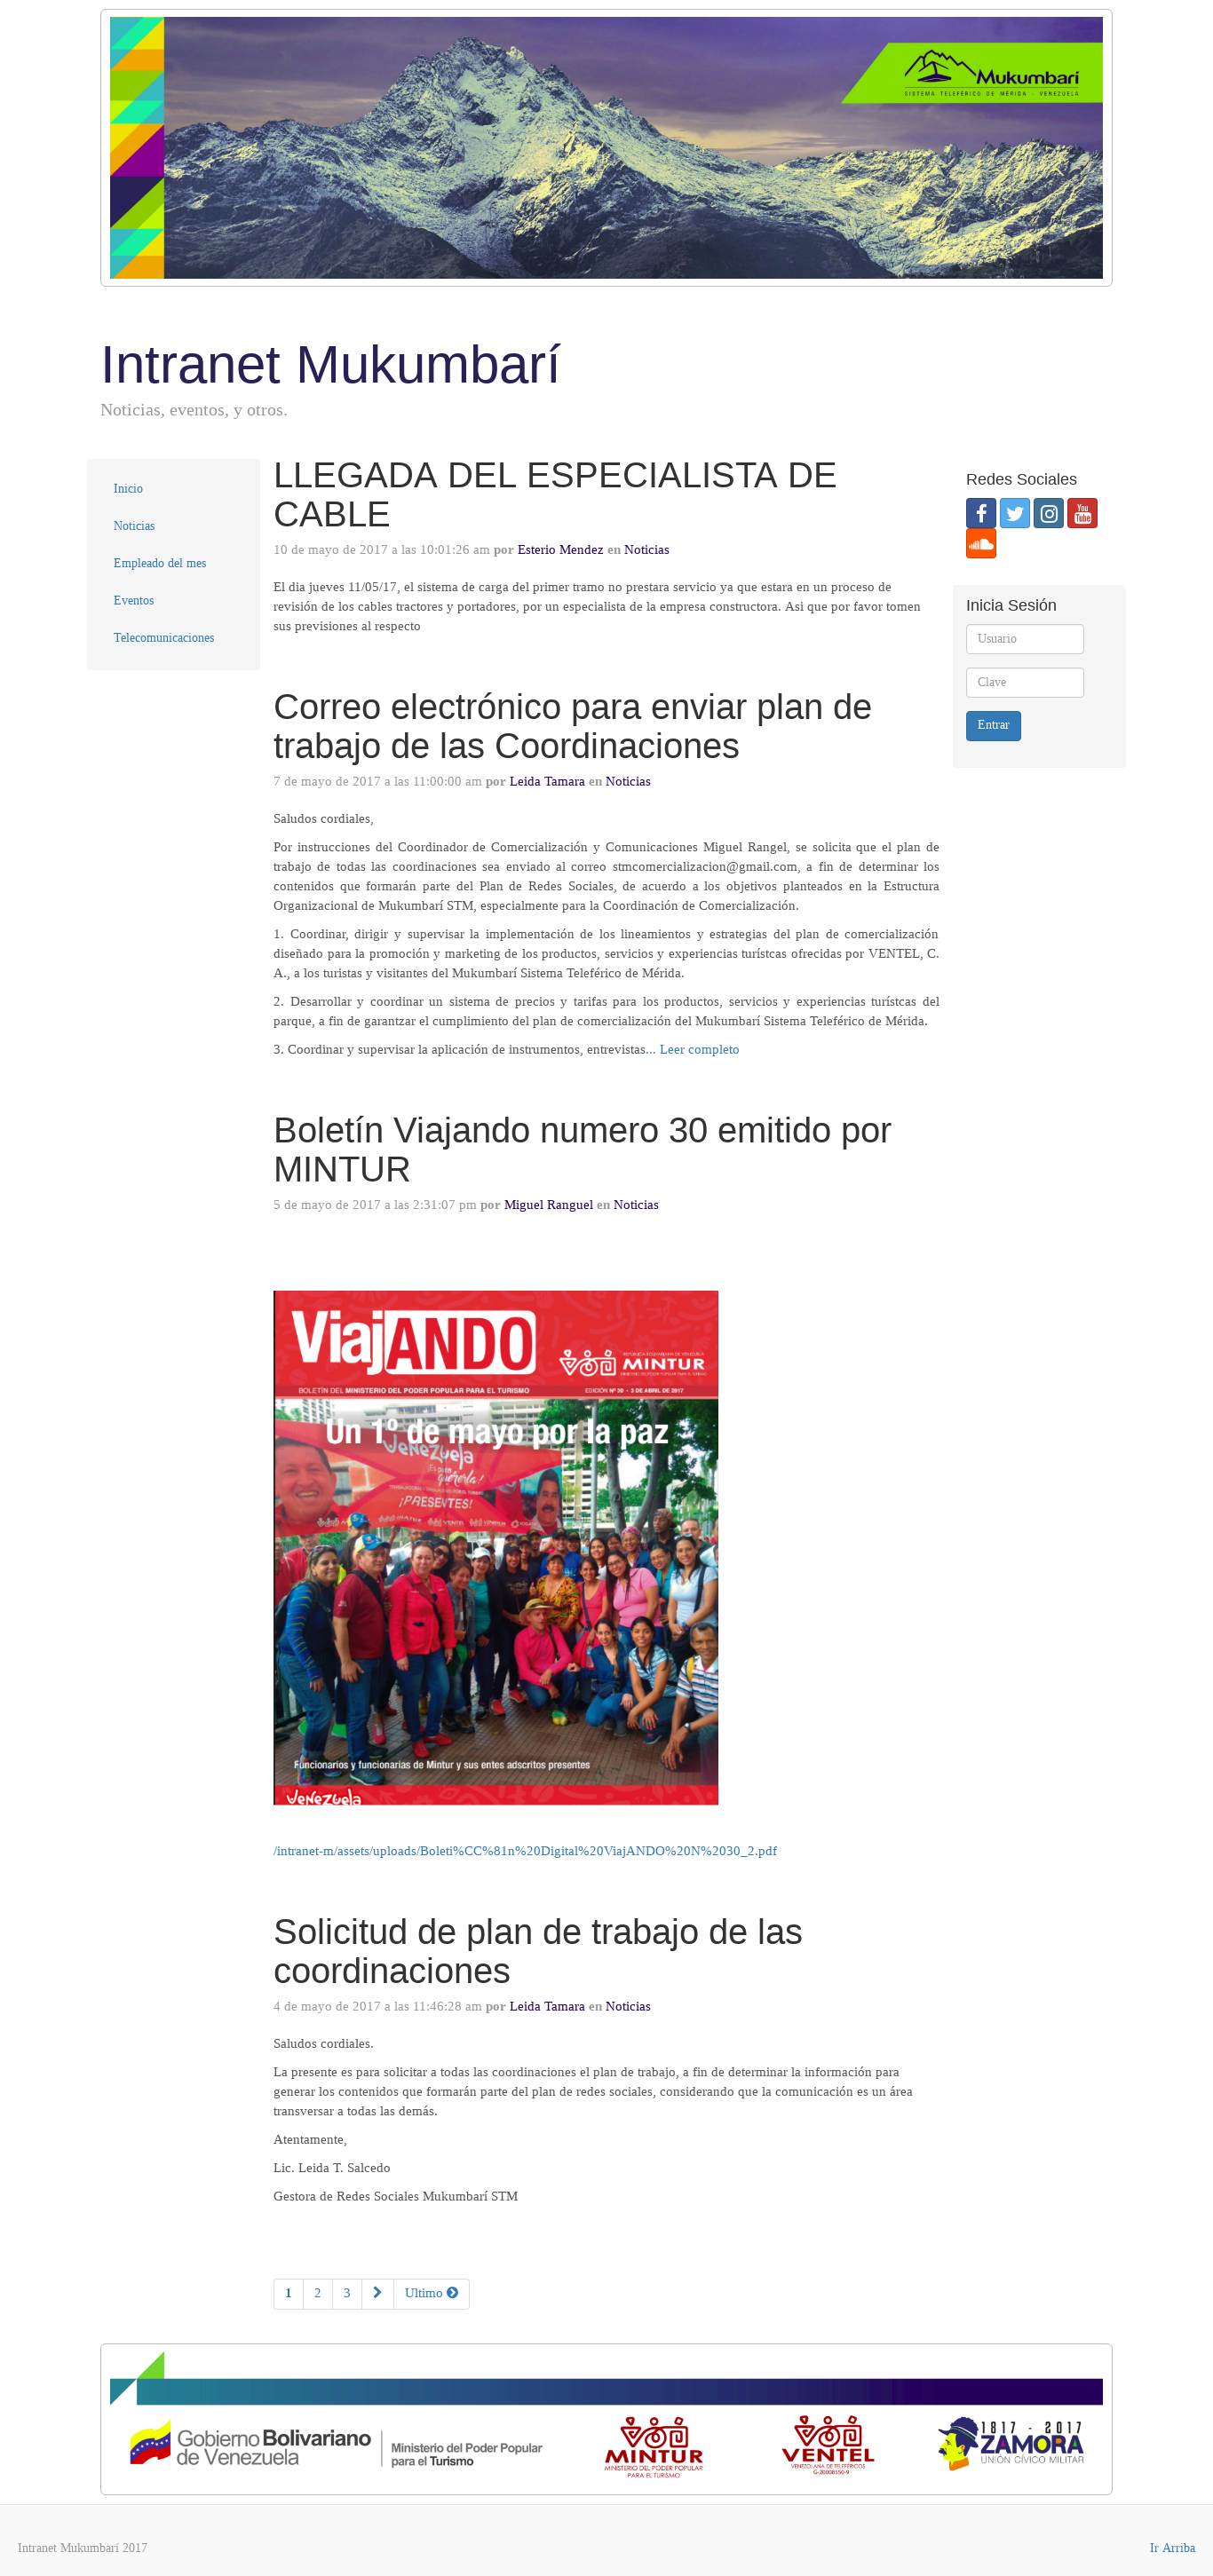 Mukumbarí
SISTEMA TELEFÉRICO DE MÉRIDA - VENEZUELA
Intranet Mukumbarí
Noticias, eventos, y otros.
Inicio
Noticias
Empleado del mes
Eventos
Telecomunicaciones
LLEGADA DEL ESPECIALISTA DE
CABLE
10 de mayo de 2017 a las 10:01:26 am por Esterio Mendez en Noticias
El dia jueves 11/05/17, el sistema de carga del primer tramo no prestara servicio ya que estara en un proceso de
revisión de los cables tractores y portadores, por un especialista de la empresa constructora. Asi que por favor tomen
sus previsiones al respecto
Correo electrónico para enviar plan de
trabajo de las Coordinaciones
7 de mayo de 2017 a las 11:00:00 am por Leida Tamara en Noticias
Saludos cordiales,
Por instrucciones del Coordinador de Comercialización y Comunicaciones Miguel Rangel, se solicita que el plan de
trabajo de todas las coordinaciones sea enviado al correo stmcomercializacion@gmail.com, a fin de determinar los
contenidos que formarán parte del Plan de Redes Sociales, de acuerdo a los objetivos planteados en la Estructura
Organizacional de Mukumbarí STM, especialmente para la Coordinación de Comercialización.
1. Coordinar, dirigir y supervisar la implementación de los lineamientos y estrategias del plan de comercialización
diseñado para la promoción y marketing de los productos, servicios y experiencias turístcas ofrecidas por VENTEL, C.
A., a los turistas y visitantes del Mukumbarí Sistema Teleférico de Mérida.
2. Desarrollar y coordinar un sistema de precios y tarifas para los productos, servicios y experiencias turístcas del
parque, a fin de garantzar el cumplimiento del plan de comercialización del Mukumbarí Sistema Teleférico de Mérida.
3. Coordinar y supervisar la aplicación de instrumentos, entrevistas... Leer completo
Boletín Viajando numero 30 emitido por
MINTUR
5 de mayo de 2017 a las 2:31:07 pm por Miguel Ranguel en Noticias
ViajANDO
MINTUR
BOLETÍN DEL MINISTERIO DEL PODER POPULAR PARA EL TURISMO
EDICIÓN Nº 30 - 3 DE ABRIL DE 2017
Un 1º de mayo por la paz
Venezuela
quererla!
¡PRESENTES!
Funcionarios y funcionarias de Mintur y sus entes adscritos presentes
Venezuela
/intranet-m/assets/uploads/Boleti%CC%81n%20Digital%20ViajANDO%20N%2030_2.pdf
Solicitud de plan de trabajo de las
coordinaciones
4 de mayo de 2017 a las 11:46:28 am por Leida Tamara en Noticias
Saludos cordiales.
La presente es para solicitar a todas las coordinaciones el plan de trabajo, a fin de determinar la información para
generar los contenidos que formarán parte del plan de redes sociales, considerando que la comunicación es un área
transversar a todas las demás.
Atentamente,
Lic. Leida T. Salcedo
Gestora de Redes Sociales Mukumbarí STM
1 2 3 Ultimo
Redes Sociales
You Tube
Inicia Sesión
Usuario
Clave
Entrar
Gobierno Bolivariano
de Venezuela
Ministerio del Poder Popular
para el Turismo
MINTUR
MINISTERIO DEL PODER POPULAR
PARA EL TURISMO
VENTEL
VENEZOLANA DE TELEFÉRICOS
G-20008550-9
1817 - 2017
ZAMORA
UNIÓN CÍVICO MILITAR
Intranet Mukumbarí 2017
Ir Arriba